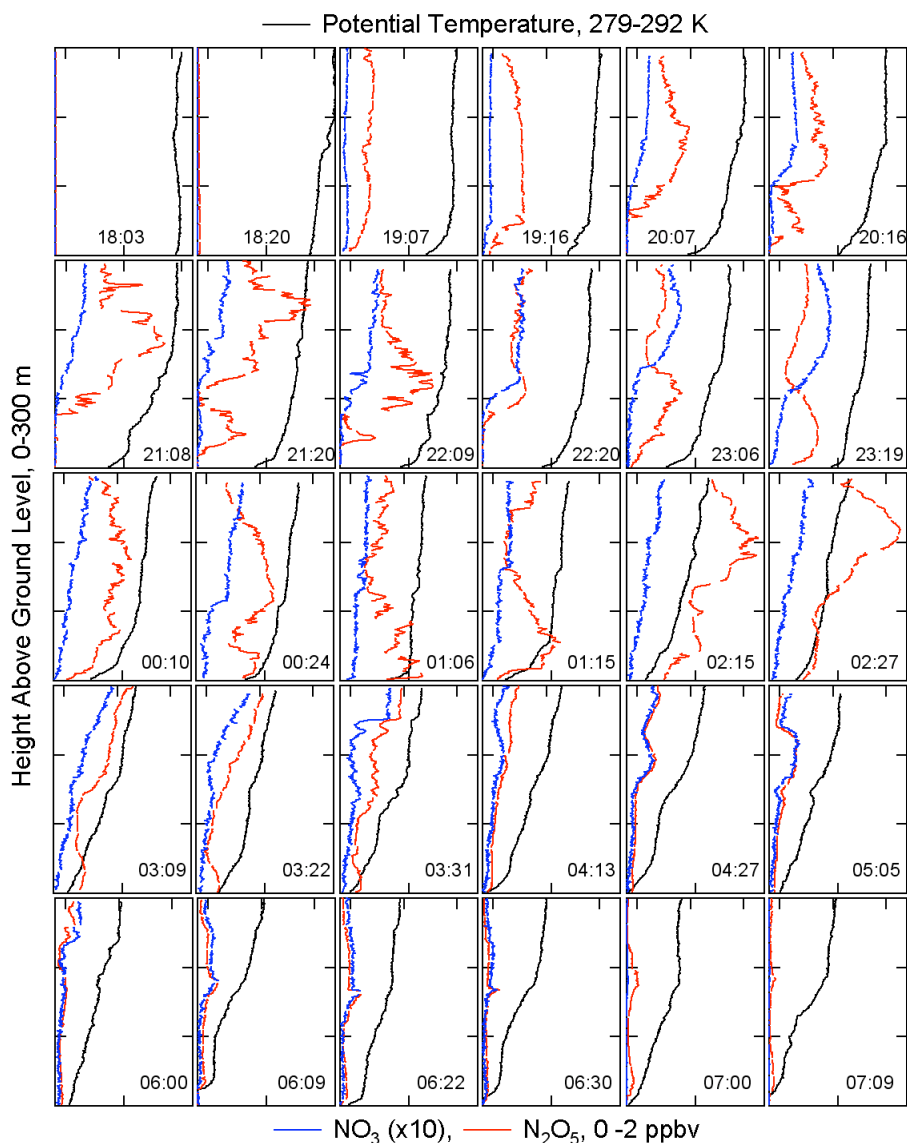 Potential Temperature, 279-292 K
Height Above Ground Level, 0-300 m
18:03 18:20 19:07 19:16 20:07 20:16
21:08 21:20 22:09 22:20 23:06 23:19
00:10 00:24 01:06 01:15 02:15 02:27
03:09 03:22 03:31 04:13 04:27 05:05
06:00 06:09 06:22 06:30 07:00 07:09
NO₃ (x10), N₂O₅, 0 -2 ppbv